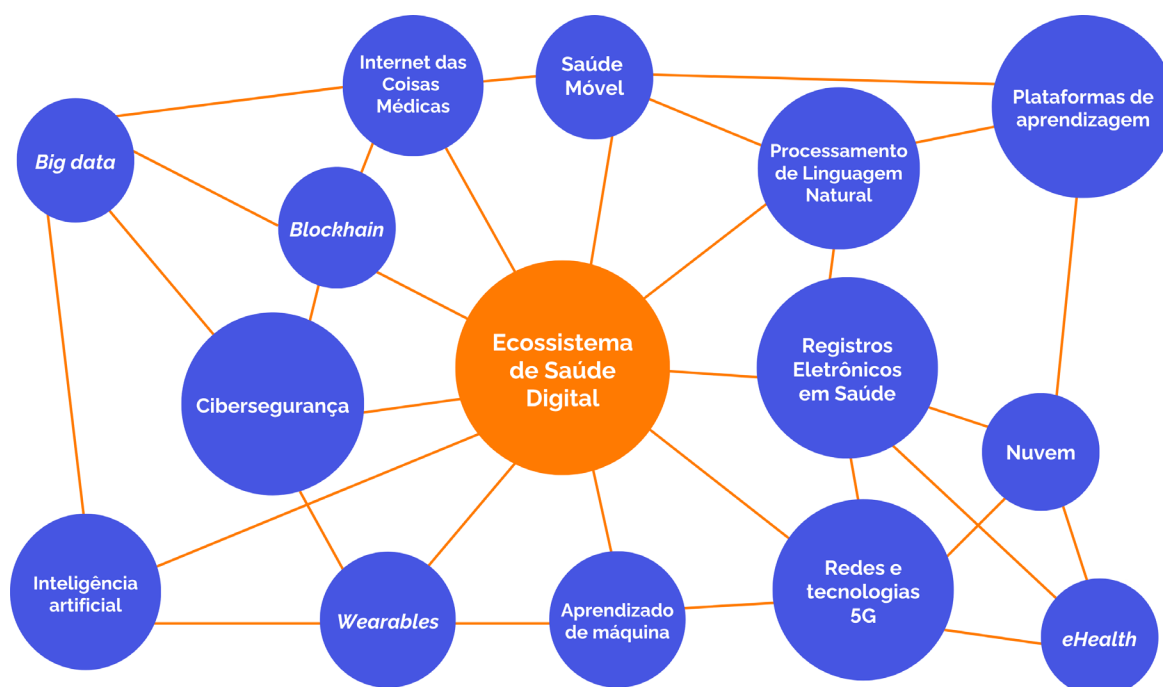 Internet das
Coisas
Médicas
Saúde
Móvel
Plataformas de
aprendizagem
Big data
Processamento
de Linguagem
Natural
Blockhain
Ecossistema
de Saúde
Digital
Registros
Eletrônicos
em Saúde
Cibersegurança
Nuvem
Inteligência
artificial
Wearables
Aprendizado
de máquina
Redes e
tecnologias
5G
eHealth